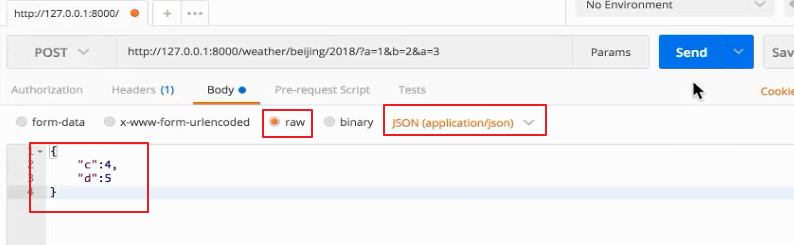 http://127.0.0.1:8000/
No Environment
POST http://127.0.0.1:8000/weather/beijing/2018/?a=1&b=2&a=3 Params Send
Authorization Headers (1) Body Pre-request Script Tests
form-data x-www-form-urlencoded raw binary JSON (application/json)
1 {
2 "c":4,
3 "d":5
4 }